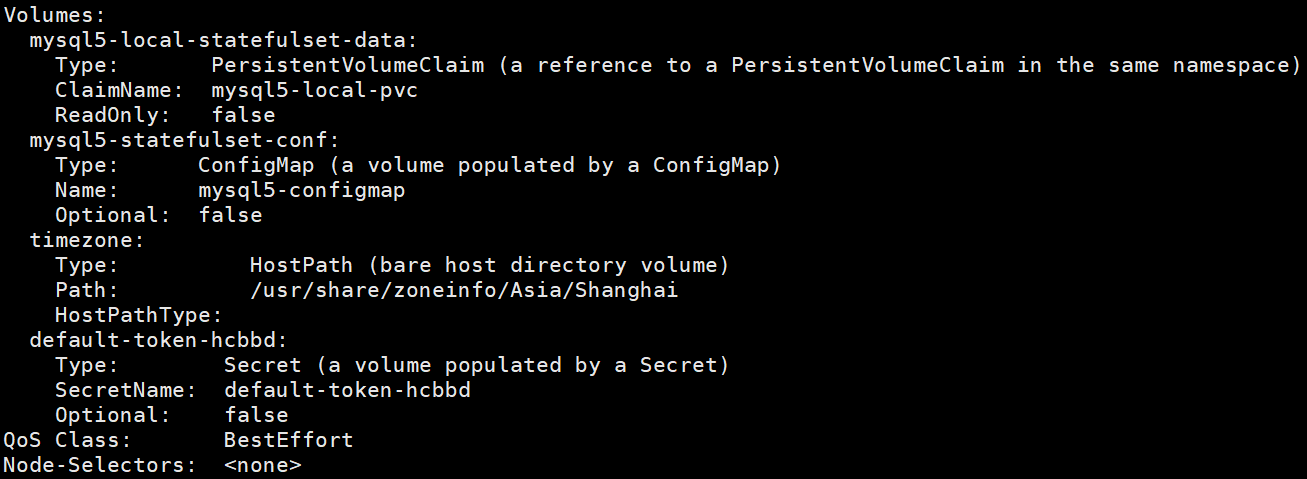 Volumes:
  mysql5-local-statefulset-data:
    Type:       PersistentVolumeClaim (a reference to a PersistentVolumeClaim in the same namespace)
    ClaimName:  mysql5-local-pvc
    ReadOnly:   false
  mysql5-statefulset-conf:
    Type:      ConfigMap (a volume populated by a ConfigMap)
    Name:      mysql5-configmap
    Optional:  false
  timezone:
    Type:          HostPath (bare host directory volume)
    Path:          /usr/share/zoneinfo/Asia/Shanghai
    HostPathType:
  default-token-hcbbd:
    Type:        Secret (a volume populated by a Secret)
    SecretName:  default-token-hcbbd
    Optional:    false
QoS Class:       BestEffort
Node-Selectors:  <none>